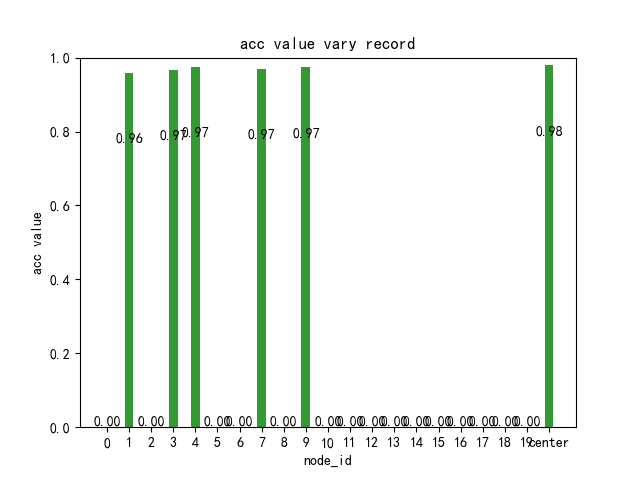 acc value vary record
acc value
1.0
0.8
0.6
0.4
0.2
0.0
0.00 0.96 0.00 0.97 0.97 0.00 0.00 0.97 0.00 0.97 0.00 0.00 0.00 0.00 0.00 0.00 0.00 0.00 0.00 0.00 0.98
0 1 2 3 4 5 6 7 8 9 10 11 12 13 14 15 16 17 18 19 center
node_id